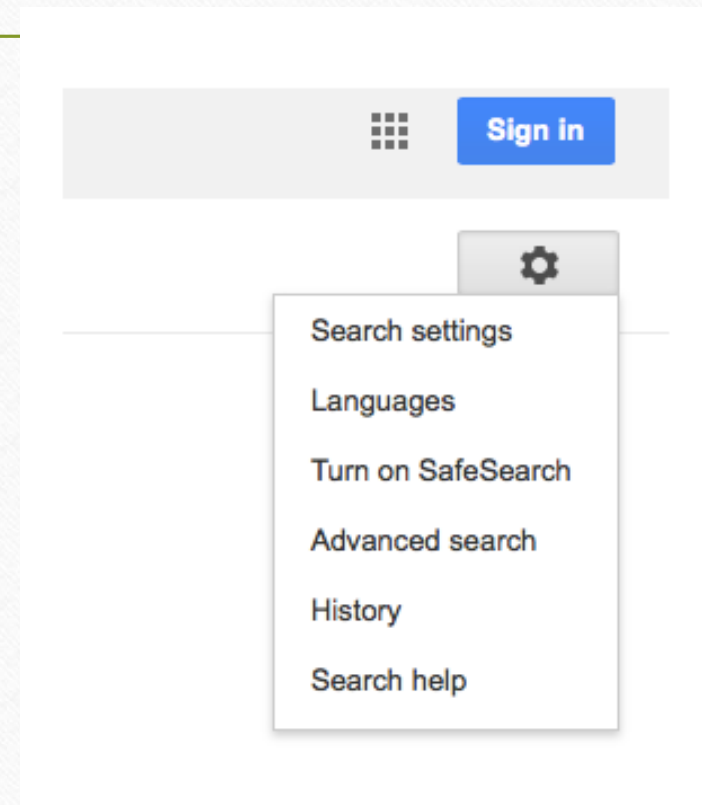 Sign in
Search settings
Languages
Turn on SafeSearch
Advanced search
History
Search help